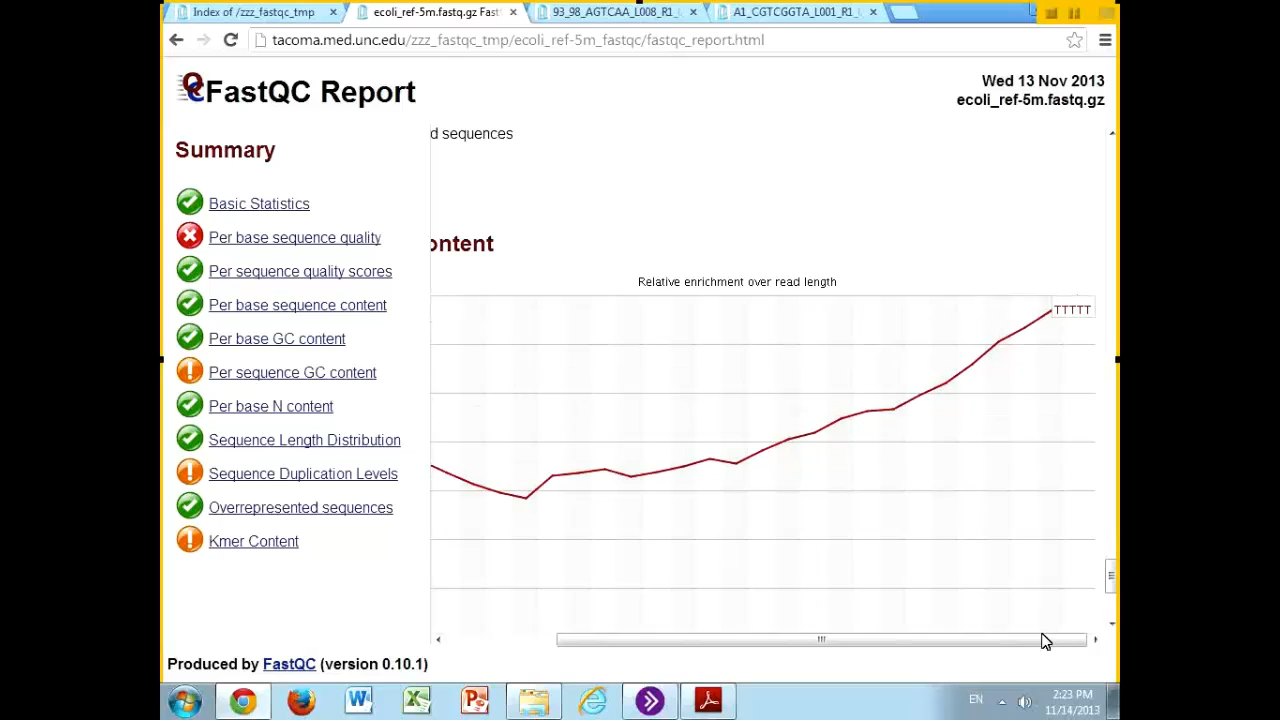 Index of /zzz_fastqc_tmp
ecoli_ref-5m.fastq.gz Fast
93_98_AGTCAA_L008_R1_
A1_CGTCGGTA_L001_R1_
tacoma.med.unc.edu/zzz_fastqc_tmp/ecoli_ref-5m_fastqc/fastqc_report.html
FastQC Report
Wed 13 Nov 2013
ecoli_ref-5m.fastq.gz
Summary
Basic Statistics
Per base sequence quality
Per sequence quality scores
Per base sequence content
Per base GC content
Per sequence GC content
Per base N content
Sequence Length Distribution
Sequence Duplication Levels
Overrepresented sequences
Kmer Content
d sequences
ontent
Relative enrichment over read length
TTTTT
Produced by FastQC (version 0.10.1)
EN
2:23 PM
11/14/2013